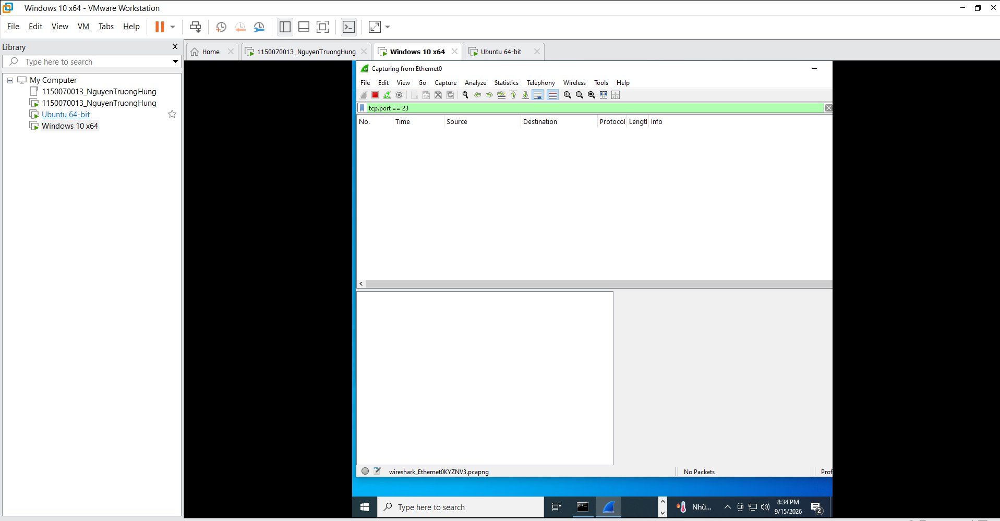 Windows 10 x64 - VMware Workstation
File Edit View VM Tabs Help
Library
Type here to search
My Computer
1150070013_NguyenTruongHung
1150070013_NguyenTruongHung
Ubuntu 64-bit
Windows 10 x64
Home
1150070013_NguyenTruongHung
Windows 10 x64
Ubuntu 64-bit
Capturing from Ethernet0
File Edit View Go Capture Analyze Statistics Telephony Wireless Tools Help
tcp.port == 23
No. Time Source Destination Protocol Lengtl Info
wireshark_Ethernet0KYZNV3.pcapng
No Packets
Prof
Type here to search
Nhữ...
8:34 PM
9/15/2026
2